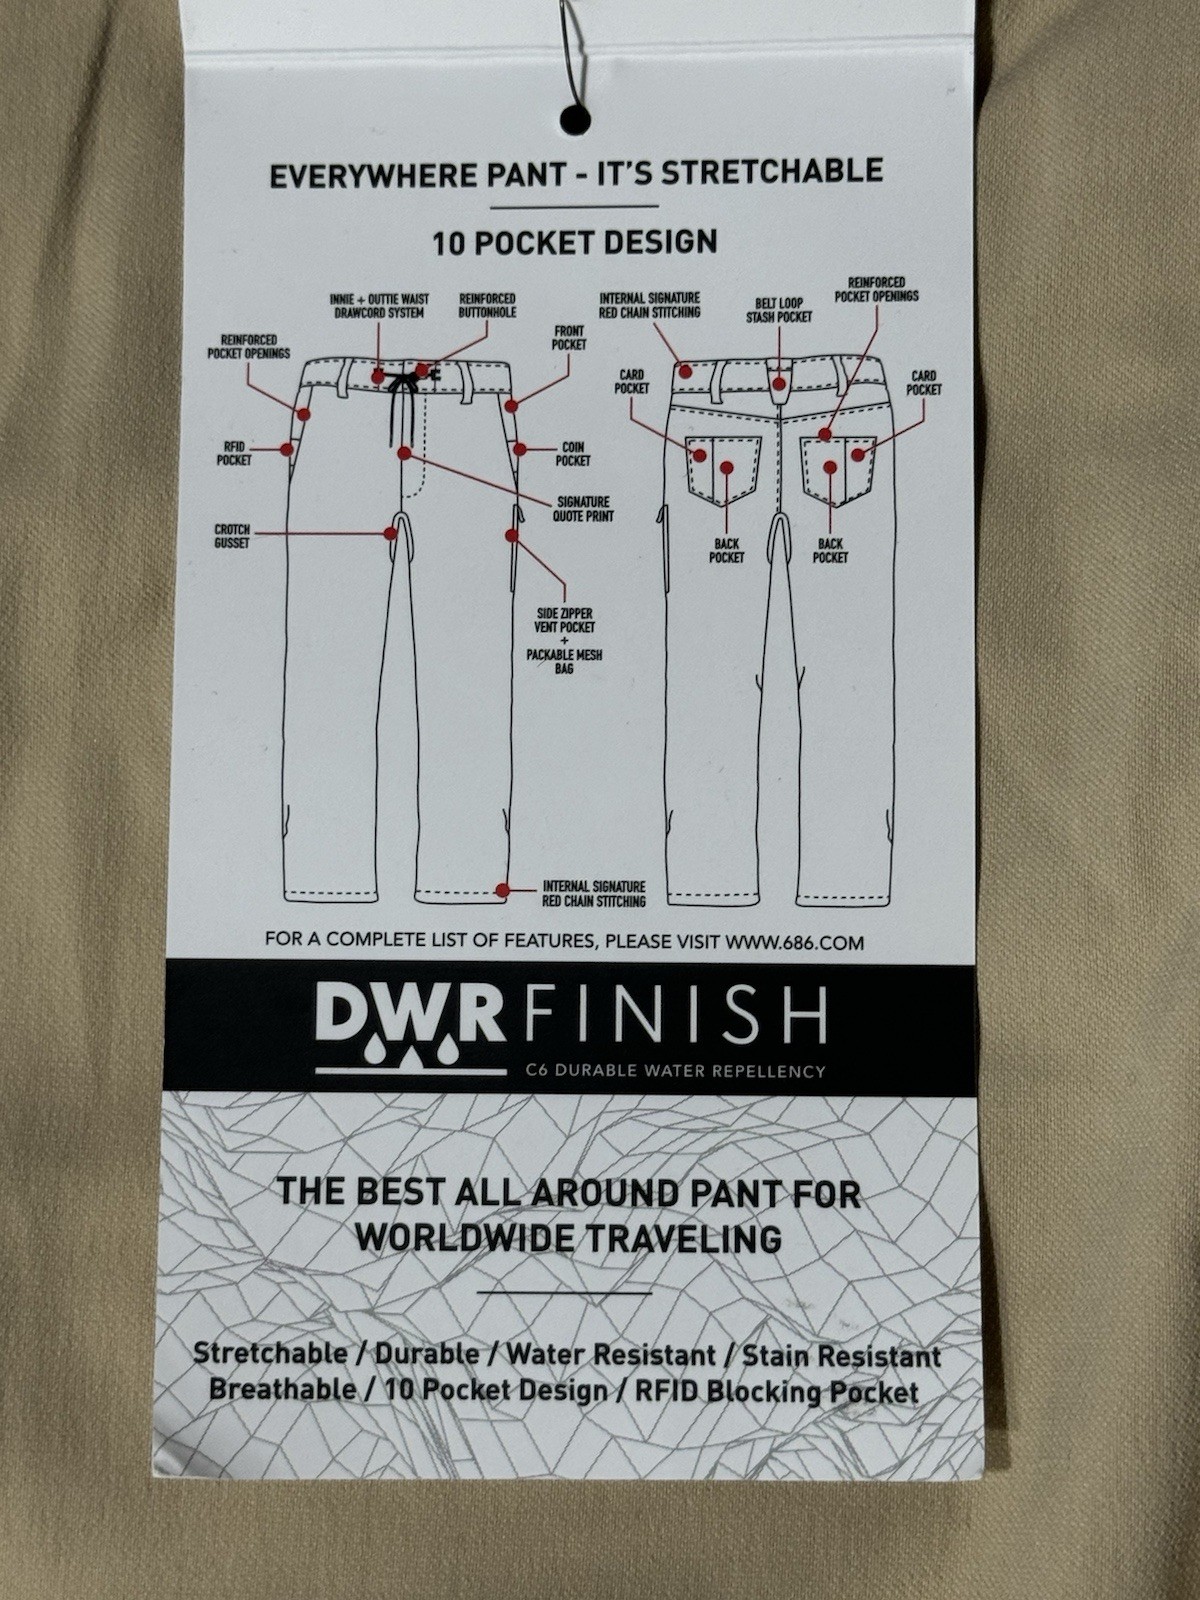 EVERYWHERE PANT - IT'S STRETCHABLE
10 POCKET DESIGN
INNIE + OUTTIE WAIST
DRAWCORD SYSTEM
REINFORCED
BUTTONHOLE
REINFORCED
POCKET OPENINGS
FRONT
POCKET
RFID
POCKET
COIN
POCKET
SIGNATURE
QUOTE PRINT
CROTCH
GUSSET
SIDE ZIPPER
VENT POCKET
+
PACKABLE MESH
BAG
INTERNAL SIGNATURE
RED CHAIN STITCHING
INTERNAL SIGNATURE
RED CHAIN STITCHING
BELT LOOP
STASH POCKET
REINFORCED
POCKET OPENINGS
CARD
POCKET
CARD
POCKET
BACK
POCKET
BACK
POCKET
FOR A COMPLETE LIST OF FEATURES, PLEASE VISIT WWW.686.COM
DWR FINISH
C6 DURABLE WATER REPELLENCY
THE BEST ALL AROUND PANT FOR
WORLDWIDE TRAVELING
Stretchable / Durable / Water Resistant / Stain Resistant
Breathable / 10 Pocket Design / RFID Blocking Pocket